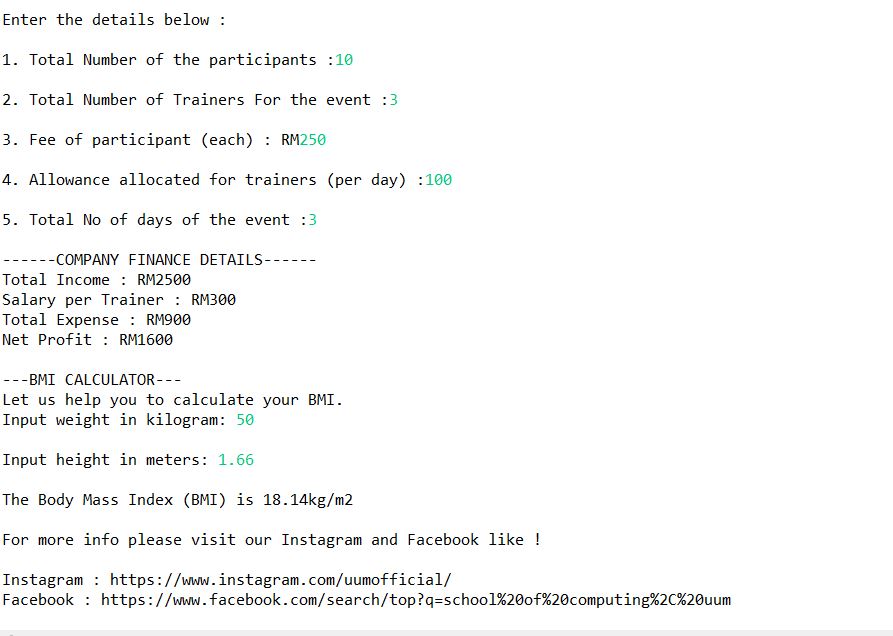 Enter the details below :
1. Total Number of the participants :10
2. Total Number of Trainers For the event :3
3. Fee of participant (each) : RM250
4. Allowance allocated for trainers (per day) :100
5. Total No of days of the event :3
------COMPANY FINANCE DETAILS------
Total Income : RM2500
Salary per Trainer : RM300
Total Expense : RM900
Net Profit : RM1600
---BMI CALCULATOR---
Let us help you to calculate your BMI.
Input weight in kilogram: 50
Input height in meters: 1.66
The Body Mass Index (BMI) is 18.14kg/m2
For more info please visit our Instagram and Facebook like !
Instagram : https://www.instagram.com/uumofficial/
Facebook : https://www.facebook.com/search/top?q=school%20of%20computing%2C%20uum